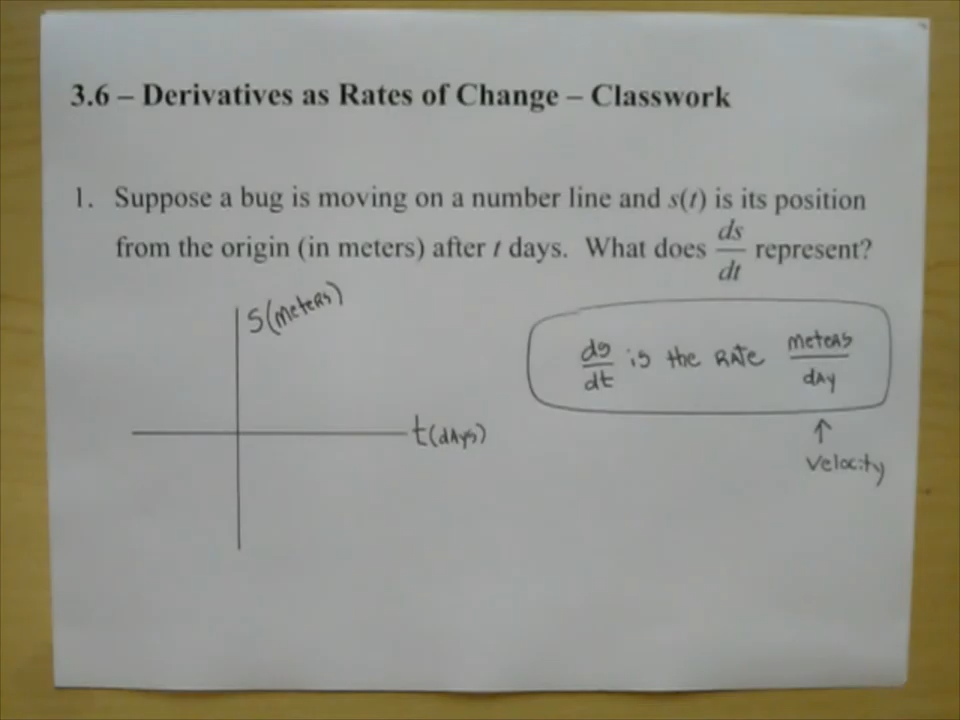 3.6 – Derivatives as Rates of Change – Classwork
1. Suppose a bug is moving on a number line and s(t) is its position
from the origin (in meters) after t days. What does ds/dt represent?
S(meters)
t(days)
ds/dt is the Rate meters/day
↑
velocity